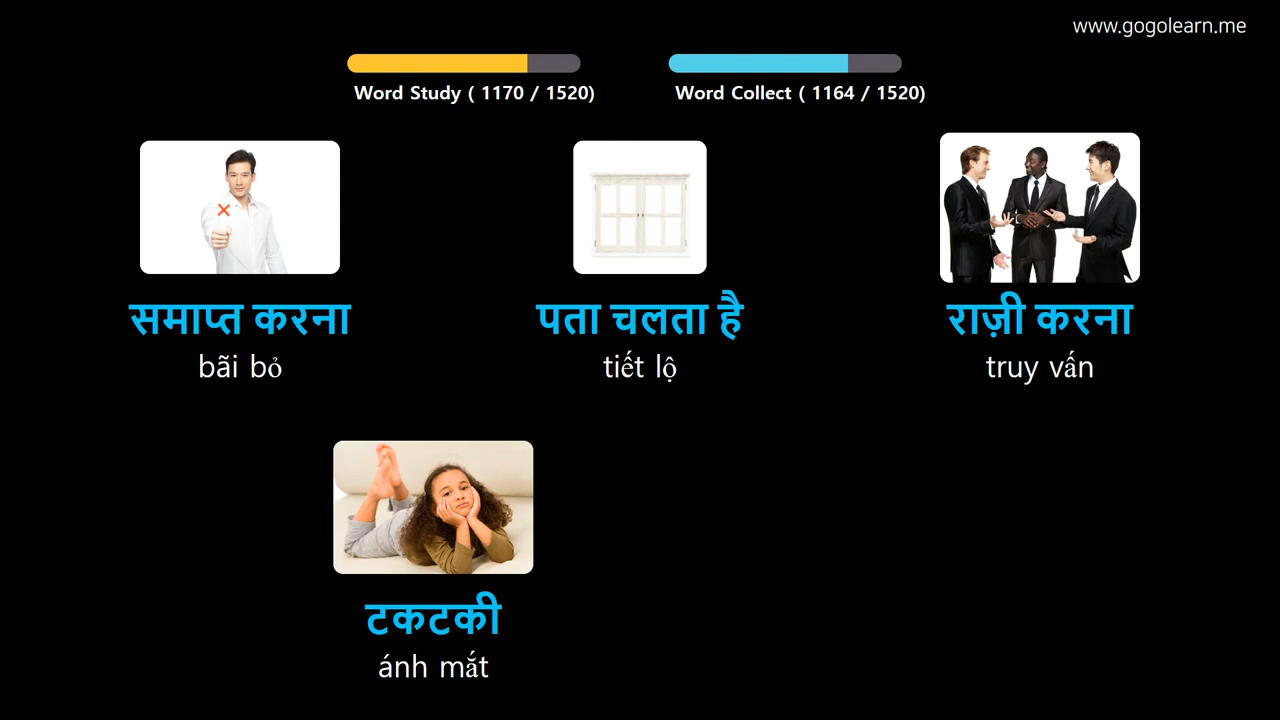 www.gogolearn.me
Word Study ( 1170 / 1520)
Word Collect ( 1164 / 1520)
समाप्त करना
bãi bỏ
पता चलता है
tiết lộ
राज़ी करना
truy vấn
टकटकी
ánh mắt